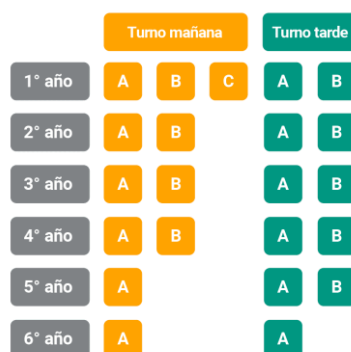 Turno mañana Turno tarde
1° año A B C A B
2° año A B A B
3° año A B A B
4° año A B A B
5° año A A B
6° año A A